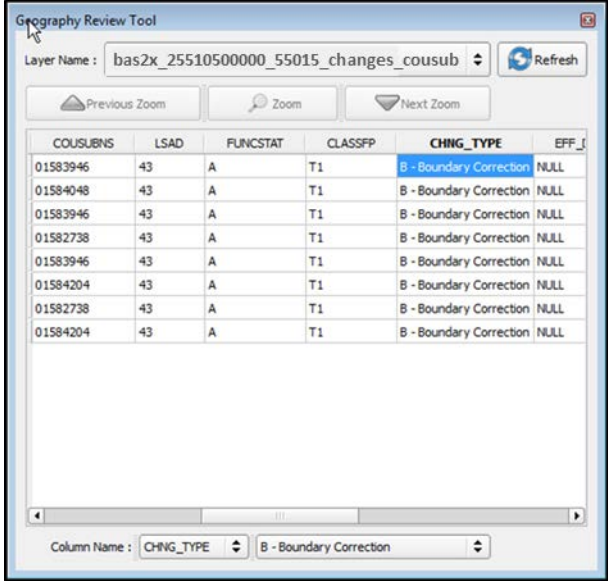 Geography Review Tool
Layer Name : bas2x_25510500000_55015_changes_cousub Refresh
Previous Zoom Zoom Next Zoom
COUSUBNS LSAD FUNCSTAT CLASSFP CHNG_TYPE EFF_D
01583946 43 A T1 B - Boundary Correction NULL
01584048 43 A T1 B - Boundary Correction NULL
01583946 43 A T1 B - Boundary Correction NULL
01582738 43 A T1 B - Boundary Correction NULL
01583946 43 A T1 B - Boundary Correction NULL
01584204 43 A T1 B - Boundary Correction NULL
01582738 43 A T1 B - Boundary Correction NULL
01584204 43 A T1 B - Boundary Correction NULL
Column Name : CHNG_TYPE B - Boundary Correction